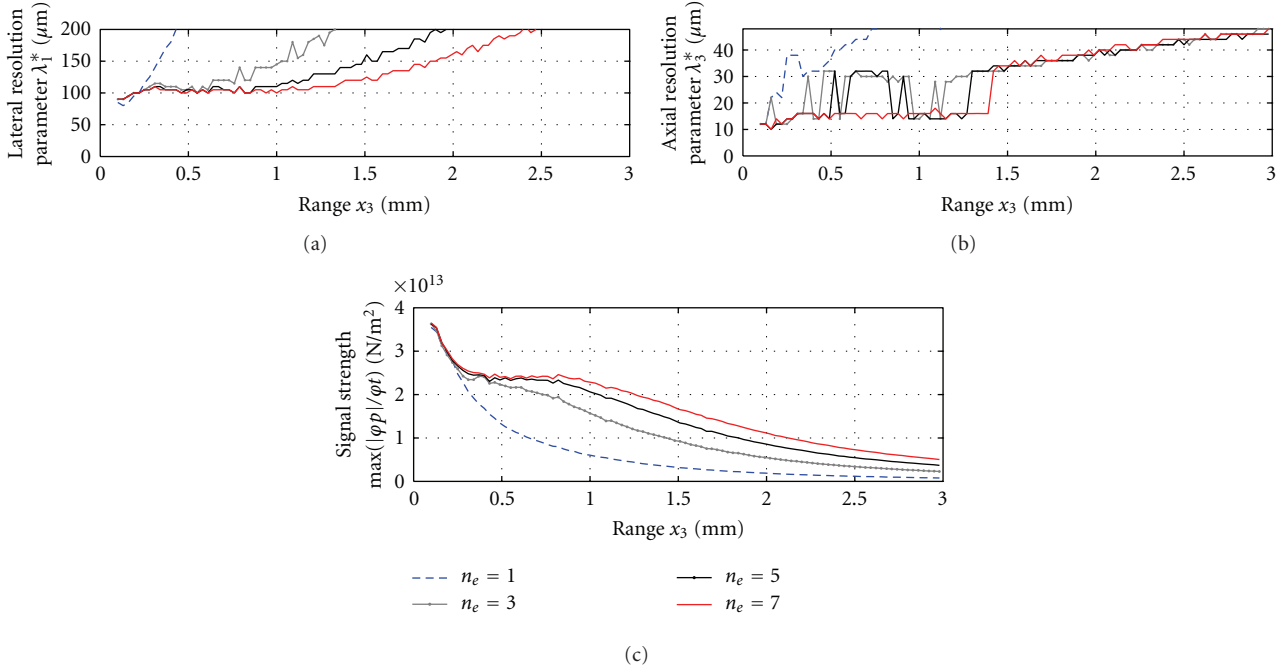 Lateral resolution
parameter λ₁* (μm)
200
150
100
50
0
0 0.5 1 1.5 2 2.5 3
Range x₃ (mm)
(a)
Axial resolution
parameter λ₃* (μm)
40
30
20
10
0 0.5 1 1.5 2 2.5 3
Range x₃ (mm)
(b)
×10¹³
Signal strength
max(|φp|/φt) (N/m²)
4
3
2
1
0
0 0.5 1 1.5 2 2.5 3
Range x₃ (mm)
nₑ = 1
nₑ = 3
nₑ = 5
nₑ = 7
(c)